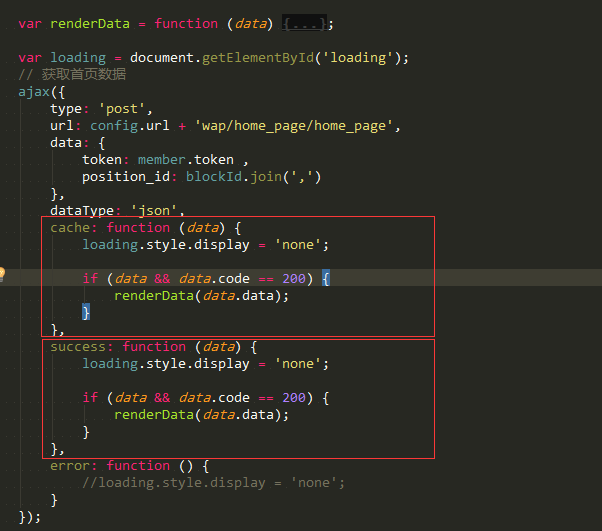 var renderData = function (data) {...};
var loading = document.getElementById('loading');
// 获取首页数据
ajax({
type: 'post',
url: config.url + 'wap/home_page/home_page',
data: {
token: member.token ,
position_id: blockId.join(',')
},
dataType: 'json',
cache: function (data) {
loading.style.display = 'none';
if (data && data.code == 200) {
renderData(data.data);
}
},
success: function (data) {
loading.style.display = 'none';
if (data && data.code == 200) {
renderData(data.data);
}
},
error: function () {
//loading.style.display = 'none';
}
});